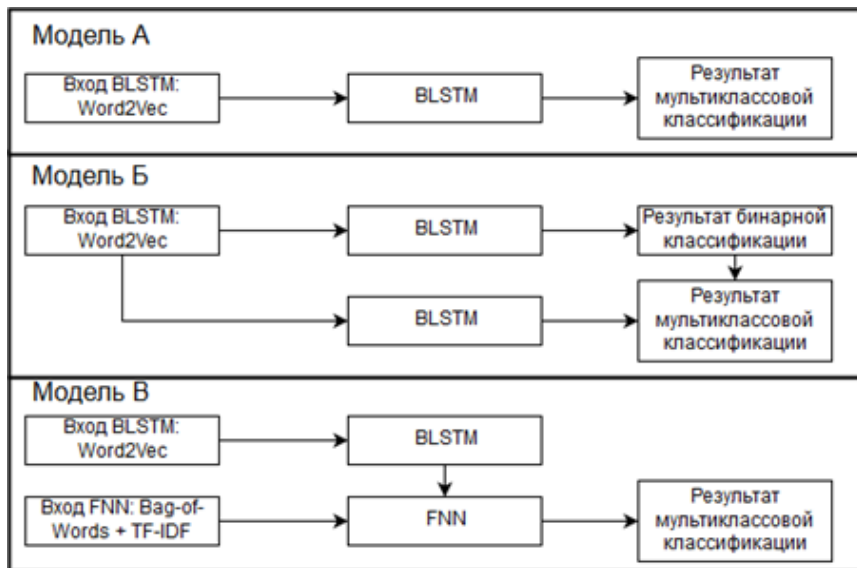 Модель А
Вход BLSTM:
Word2Vec
BLSTM
Результат
мультиклассовой
классификации
Модель Б
Вход BLSTM:
Word2Vec
BLSTM
Результат бинарной
классификации
BLSTM
Результат
мультиклассовой
классификации
Модель В
Вход BLSTM:
Word2Vec
BLSTM
Вход FNN: Bag-of-
Words + TF-IDF
FNN
Результат
мультиклассовой
классификации